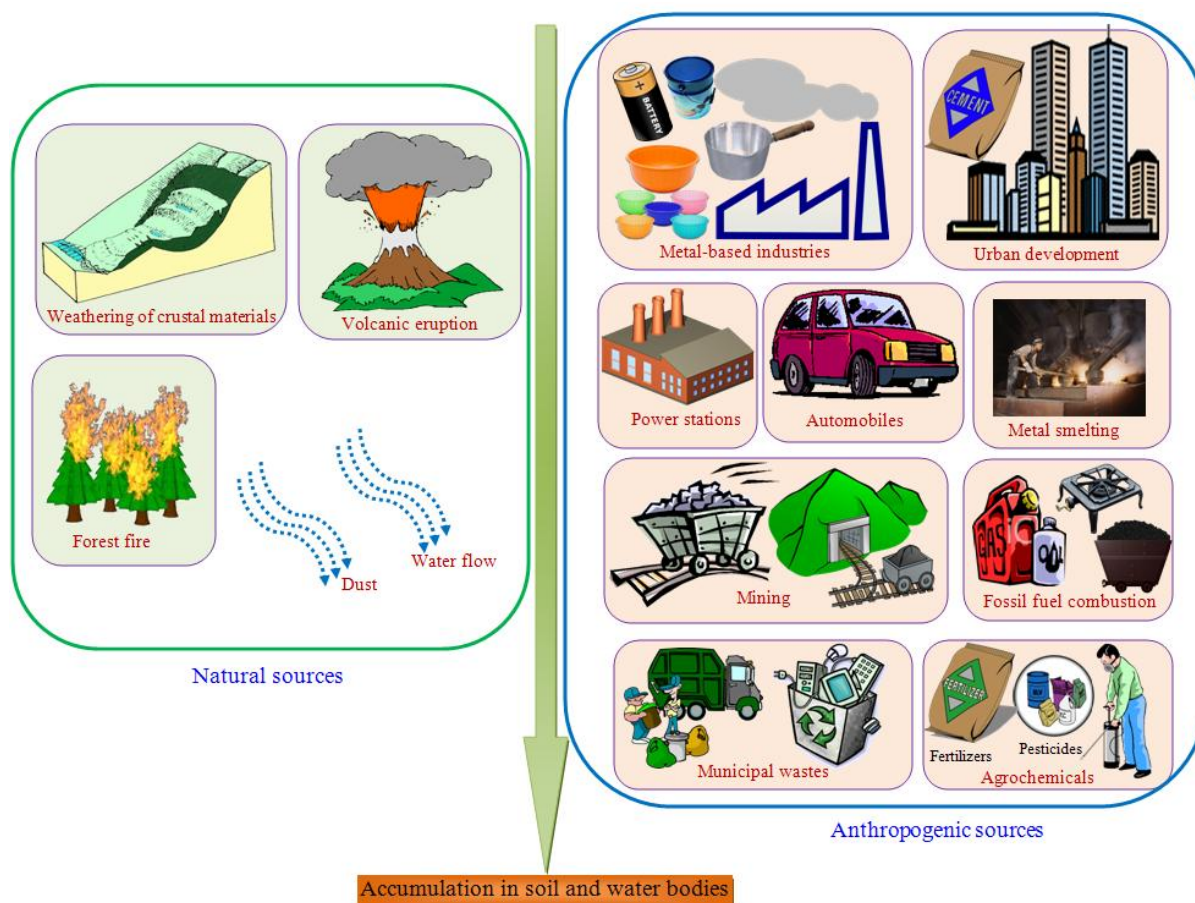 Weathering of crustal materials
Volcanic eruption
Forest fire
Dust
Water flow
Natural sources
BATTERY
Metal-based industries
CEMENT
Urban development
Power stations
Automobiles
Metal smelting
Mining
GAS
OIL
Fossil fuel combustion
Municipal wastes
FERTILIZER
Fertilizers
Pesticides
Agrochemicals
Anthropogenic sources
Accumulation in soil and water bodies